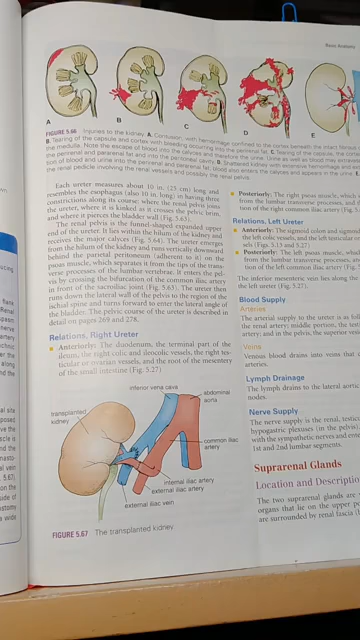 Basic Anatomy
A
B
C
D
E
FIGURE 5.66 Injuries to the kidney. A. Contusion, with hemorrhage confined to the cortex beneath the intact fibrous
B. Tearing of the capsule and cortex with bleeding occurring into the perirenal fat. C. Tearing of the capsule, the cortex
the medulla. Note the escape of blood into the calyces and therefore the urine. Urine as well as blood may
the perirenal and pararenal fat and into the peritoneal cavity. D. Shattered kidney with extensive hemorrhage and
tion of blood and urine into the perirenal and pararenal fat; blood also enters the calyces and appears in the urine. E.
the renal pedicle involving the renal vessels and possibly the renal pelvis.
Each ureter measures about 10 in. (25 cm) long and
resembles the esophagus (also 10 in. long) in having three
constrictions along its course: where the renal pelvis joins
the ureter, where it is kinked as it crosses the pelvic brim,
and where it pierces the bladder wall (Fig. 5.63).
The renal pelvis is the funnel-shaped expanded upper
end of the ureter. It lies within the hilum of the kidney and
receives the major calyces (Fig. 5.64). The ureter emerges
from the hilum of the kidney and runs vertically downward
behind the parietal peritoneum (adherent to it) on the
psoas muscle, which separates it from the tips of the trans-
verse processes of the lumbar vertebrae. It enters the pel-
vis by crossing the bifurcation of the common iliac artery
in front of the sacroiliac joint (Fig. 5.63). The ureter then
runs down the lateral wall of the pelvis to the region of the
ischial spine and turns forward to enter the lateral angle of
the bladder. The pelvic course of the ureter is described in
detail on pages 269 and 278.
Relations, Right Ureter
■ Anteriorly: The duodenum, the terminal part of the
ileum, the right colic and ileocolic vessels, the right tes-
ticular or ovarian vessels, and the root of the mesentery
of the small intestine (Fig. 5.27)
inferior vena cava
abdominal
aorta
transplanted
kidney
common iliac
artery
internal iliac artery
external iliac artery
external iliac vein
FIGURE 5.67 The transplanted kidney
■ Posteriorly: The right psoas muscle, which
from the lumbar transverse processes, and the
tion of the right common iliac artery (Fig.
Relations, Left Ureter
■ Anteriorly: The sigmoid colon and sigmoid
the left colic vessels, and the left testicular or
sels (Figs. 5.15 and 5.27)
■ Posteriorly: The left psoas muscle, which
from the lumbar transverse processes, and
tion of the left common iliac artery (Fig.
The inferior mesenteric vein lies along the
the left ureter (Fig. 5.27).
Blood Supply
Arteries
The arterial supply to the ureter is as
the renal artery; middle portion, the
artery; and in the pelvis, the superior
Veins
Venous blood drains into veins that
arteries.
Lymph Drainage
The lymph drains to the lateral aortic
nodes.
Nerve Supply
The nerve supply is the renal, testicular
hypogastric plexuses (in the pelvis).
with the sympathetic nerves and
1st and 2nd lumbar segments.
Suprarenal Glands
Location and Description
The two suprarenal glands are
organs that lie on the upper
are surrounded by renal fascia